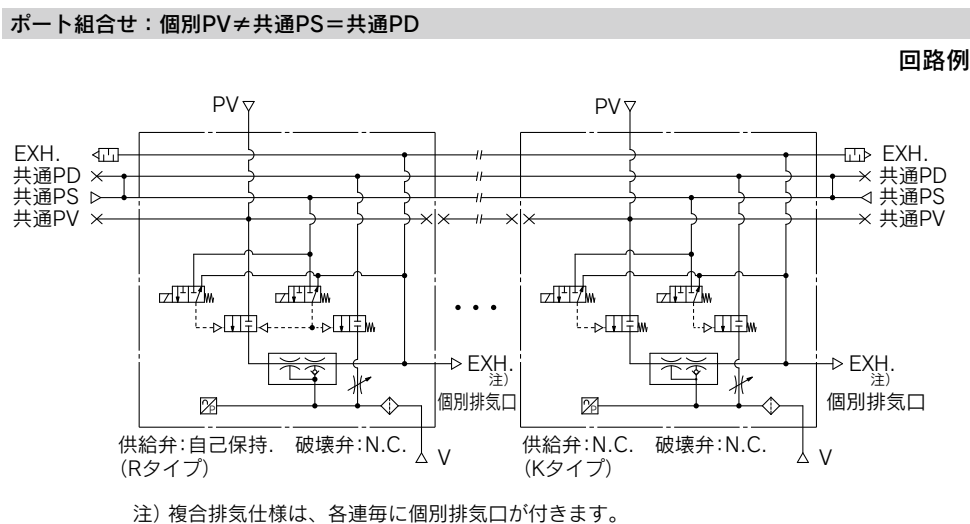 ポート組合せ：個別PV≠共通PS＝共通PD
回路例
PV
PV
EXH.
共通PD
共通PS
共通PV
EXH.
共通PD
共通PS
共通PV
EXH.
注）
個別排気口
EXH.
注）
個別排気口
P
P
供給弁：自己保持.　破壊弁：N.C.
（Rタイプ）
V
供給弁：N.C.　破壊弁：N.C.
（Kタイプ）
V
注）複合排気仕様は、各連毎に個別排気口が付きます。